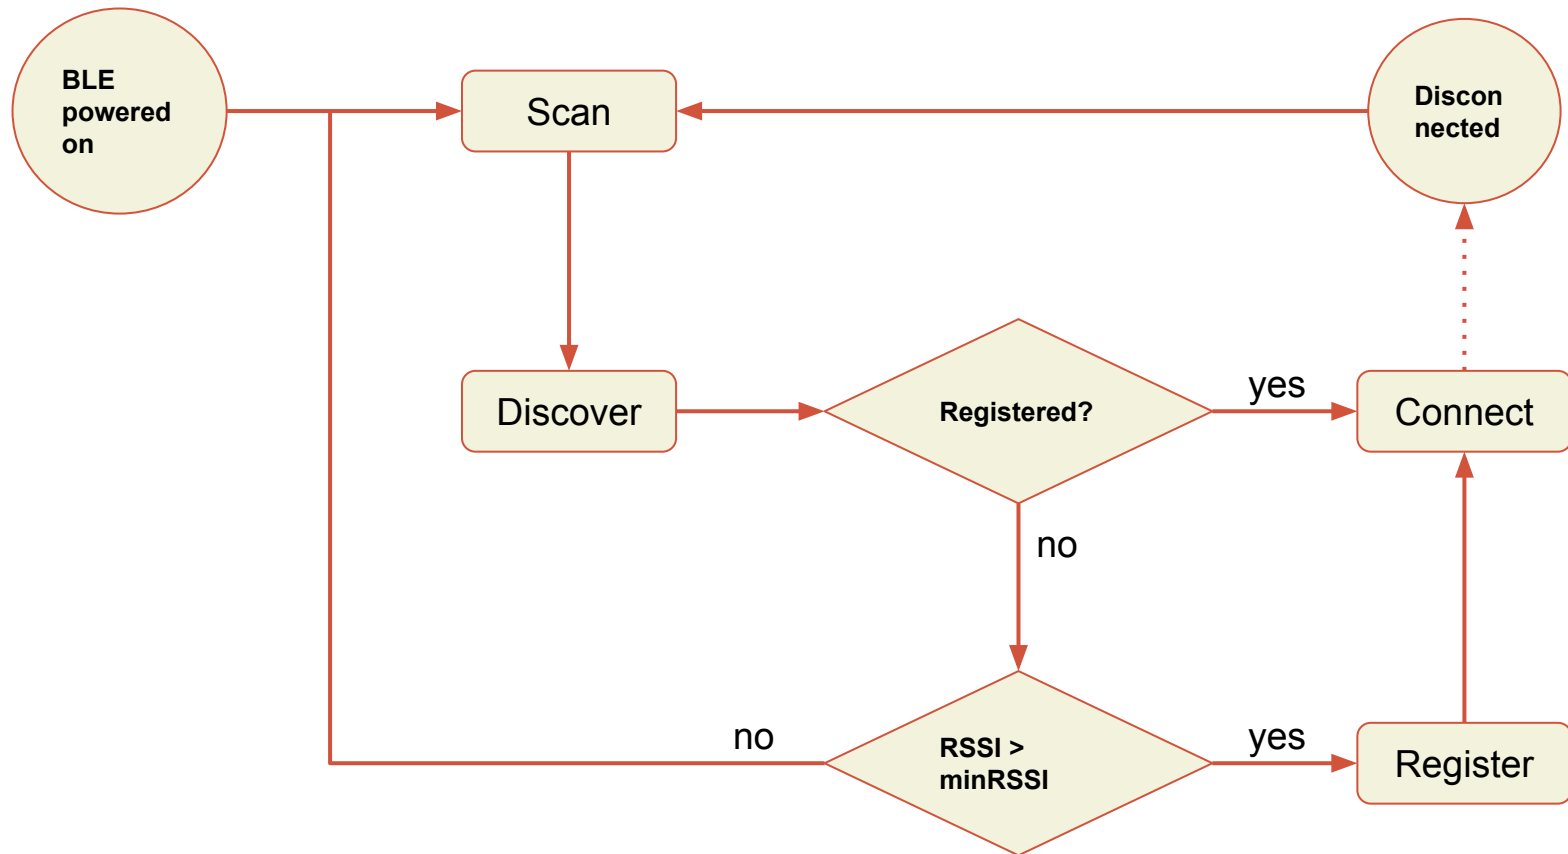 BLE
powered
on
Scan
Discon
nected
Discover
Registered?
yes
Connect
no
no
RSSI >
minRSSI
yes
Register